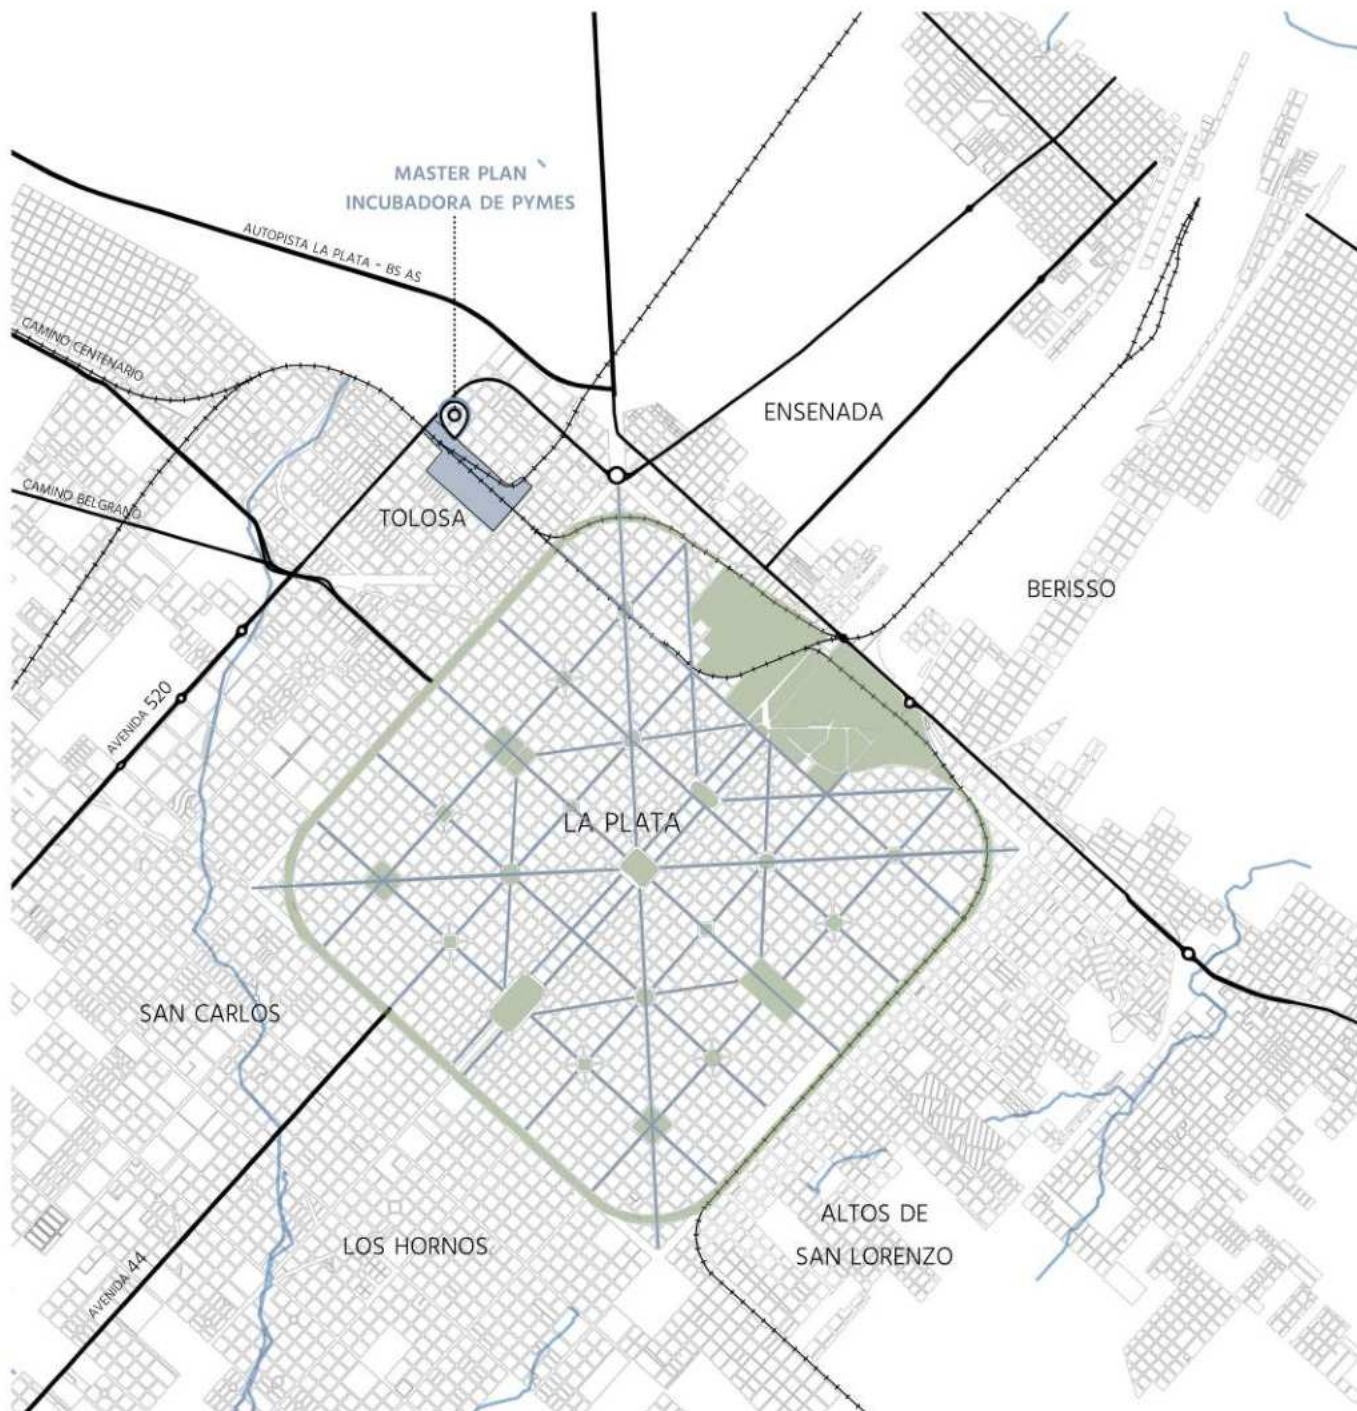 MASTER PLAN
INCUBADORA DE PYMES
AUTOPISTA LA PLATA - BS AS
CAMINO CENTENARIO
ENSENADA
CAMINO BELGRANO
TOLOSA
BERISSO
AVENIDA 520
LA PLATA
SAN CARLOS
ALTOS DE
SAN LORENZO
LOS HORNOS
AVENIDA 44